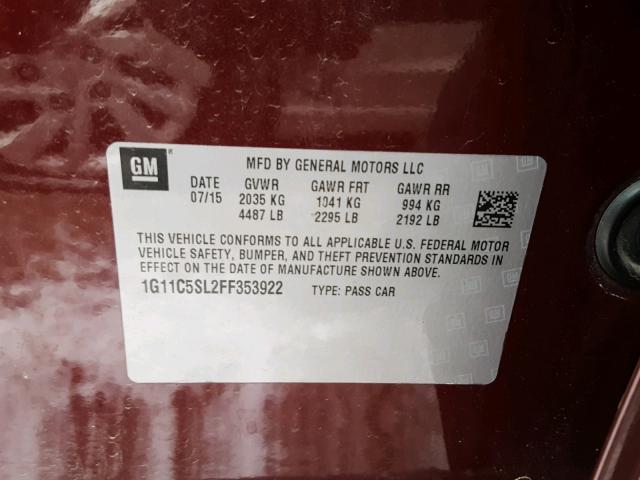 GM
MFD BY GENERAL MOTORS LLC
DATE GVWR GAWR FRT GAWR RR
07/15 2035 KG 1041 KG 994 KG
4487 LB 2295 LB 2192 LB
THIS VEHICLE CONFORMS TO ALL APPLICABLE U.S. FEDERAL MOTOR
VEHICLE SAFETY, BUMPER, AND THEFT PREVENTION STANDARDS IN
EFFECT ON THE DATE OF MANUFACTURE SHOWN ABOVE.
1G11C5SL2FF353922 TYPE: PASS CAR